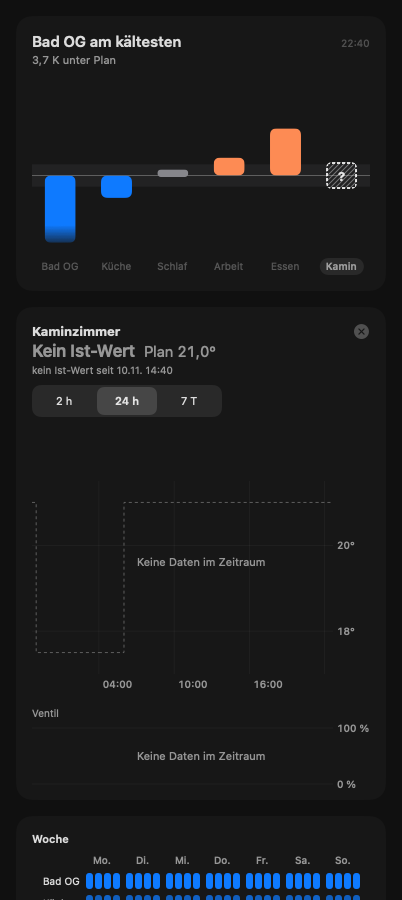 Bad OG am kältesten
22:40
3,7 K unter Plan
?
Bad OG Küche Schlaf Arbeit Essen Kamin
Kaminzimmer
Kein Ist-Wert Plan 21,0°
kein Ist-Wert seit 10.11. 14:40
2 h 24 h 7 T
20°
Keine Daten im Zeitraum
18°
04:00 10:00 16:00
Ventil
100 %
Keine Daten im Zeitraum
0 %
Woche
Mo. Di. Mi. Do. Fr. Sa. So.
Bad OG